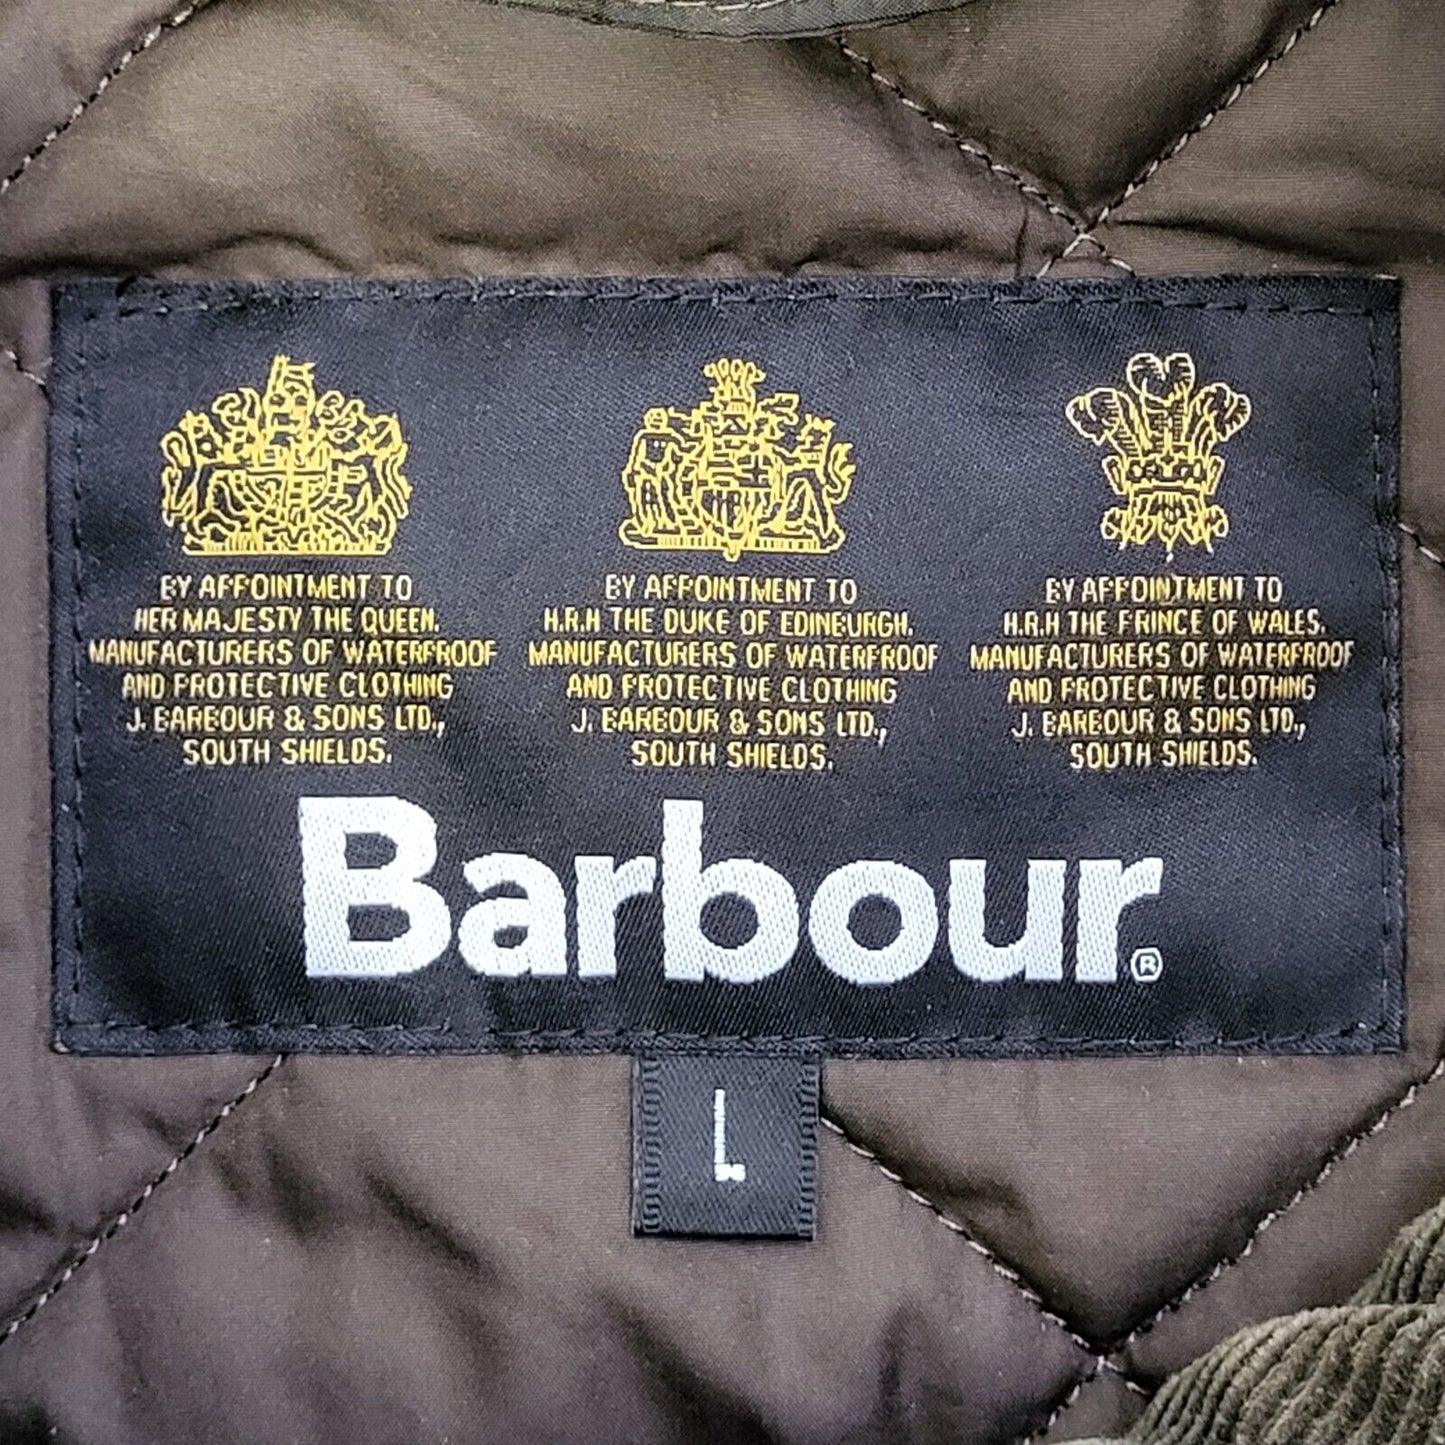 BY APPOINTMENT TO
HER MAJESTY THE QUEEN.
MANUFACTURERS OF WATERPROOF
AND PROTECTIVE CLOTHING
J. BARBOUR & SONS LTD.,
SOUTH SHIELDS.
BY APPOINTMENT TO
H.R.H THE DUKE OF EDINBURGH.
MANUFACTURERS OF WATERPROOF
AND PROTECTIVE CLOTHING
J. BARBOUR & SONS LTD.,
SOUTH SHIELDS.
BY APPOINTMENT TO
H.R.H THE PRINCE OF WALES.
MANUFACTURERS OF WATERPROOF
AND PROTECTIVE CLOTHING
J. BARBOUR & SONS LTD.,
SOUTH SHIELDS.
Barbour®
L